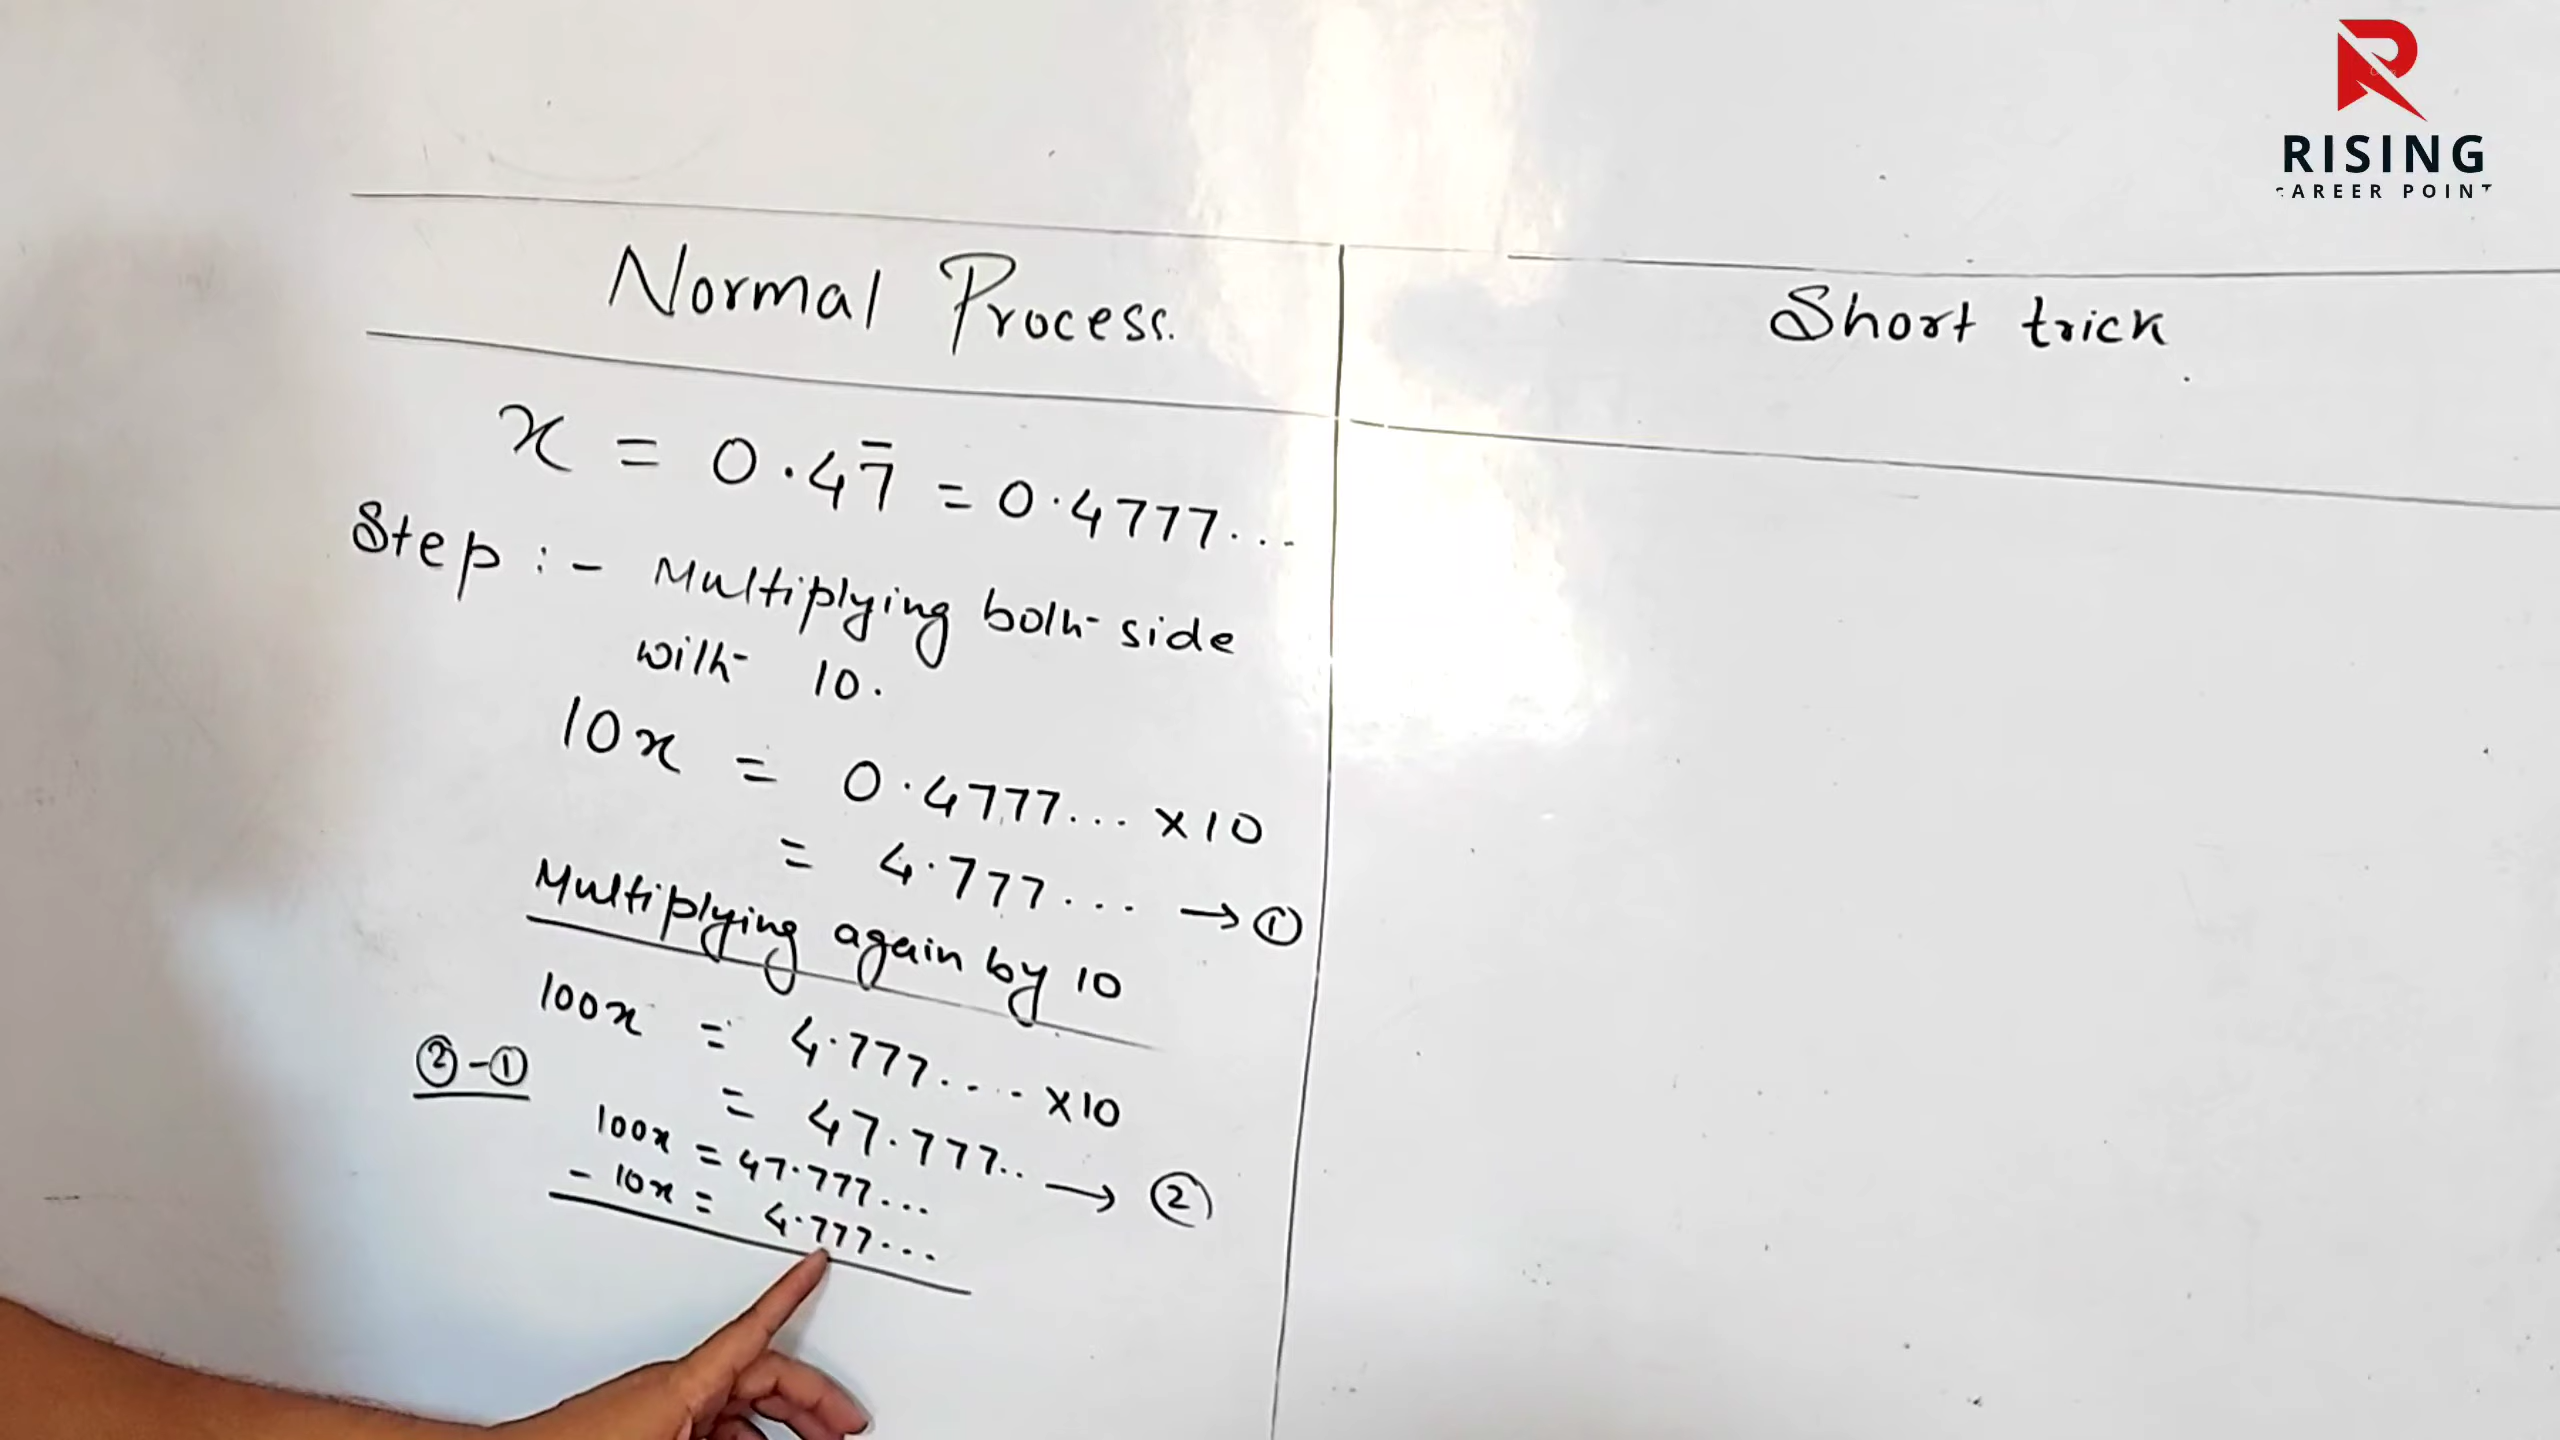 RISING
CAREER POINT
Normal Process.
Short trick
x = 0.47̄ = 0.4777...
Step :- Multiplying both side
with 10.
10x = 0.4777... ×10
= 4.777... → ①
Multiplying again by 10
100x = 4.777.... ×10
= 47.777.. → ②
② - ①
100x = 47.777...
- 10x = 4.777...